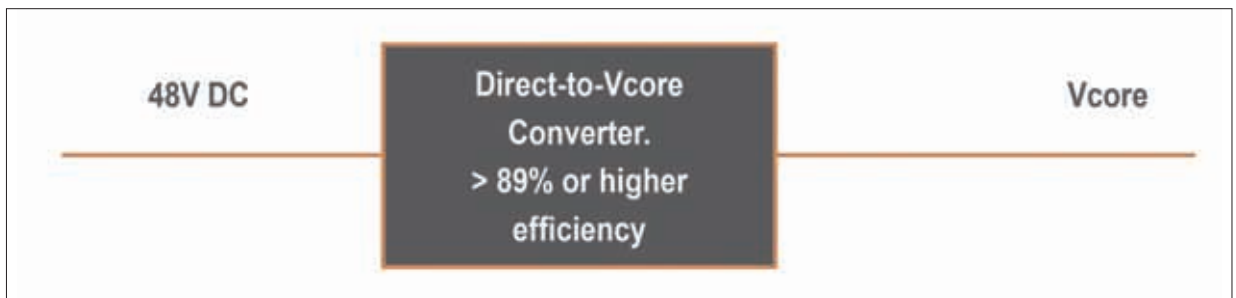 48V DC
Direct-to-Vcore
Converter.
> 89% or higher
efficiency
Vcore